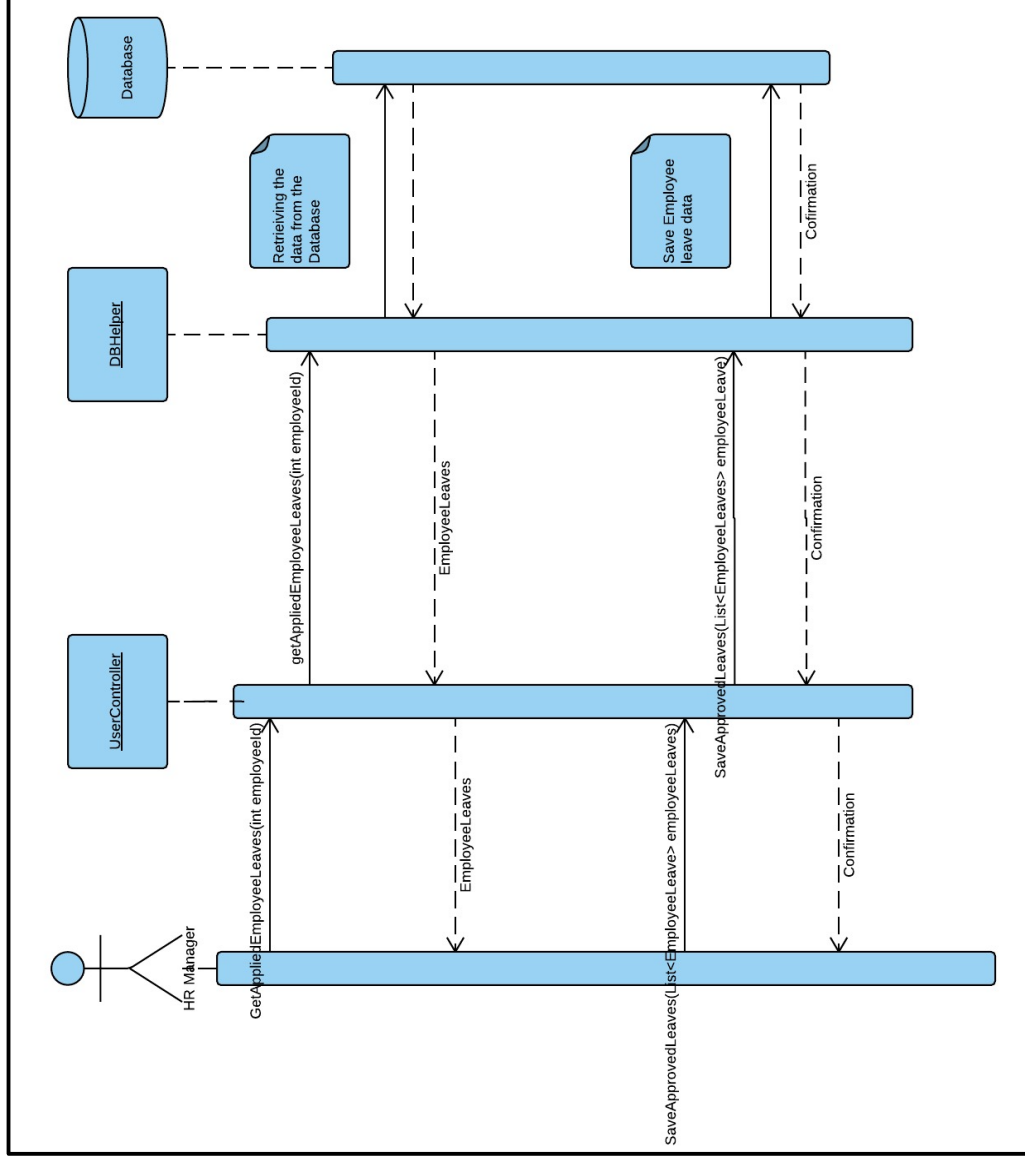 HR Manager
UserController
DBHelper
Database
GetAppliedEmployeeLeaves(int employeeId)
getAppliedEmployeeLeaves(int employeeId)
Retrieiving the
data from the
Database
EmployeeLeaves
EmployeeLeaves
SaveApprovedLeaves(List<EmployeeLeave> employeeLeaves)
SaveApprovedLeaves(List<EmployeeLeaves> employeeLeave)
Save Employee
leave data
Cofirmation
Confirmation
Confirmation